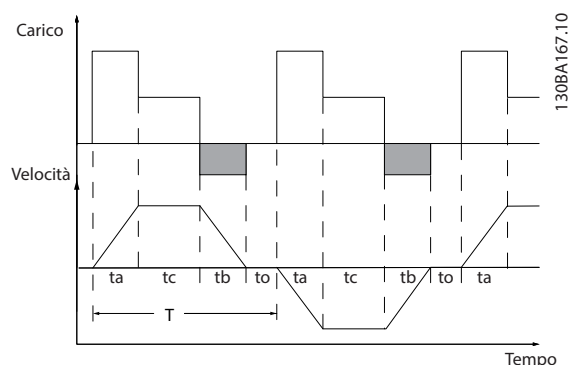 Carico
130BA167.10
Velocità
ta tc tb to ta tc tb to ta
T
Tempo